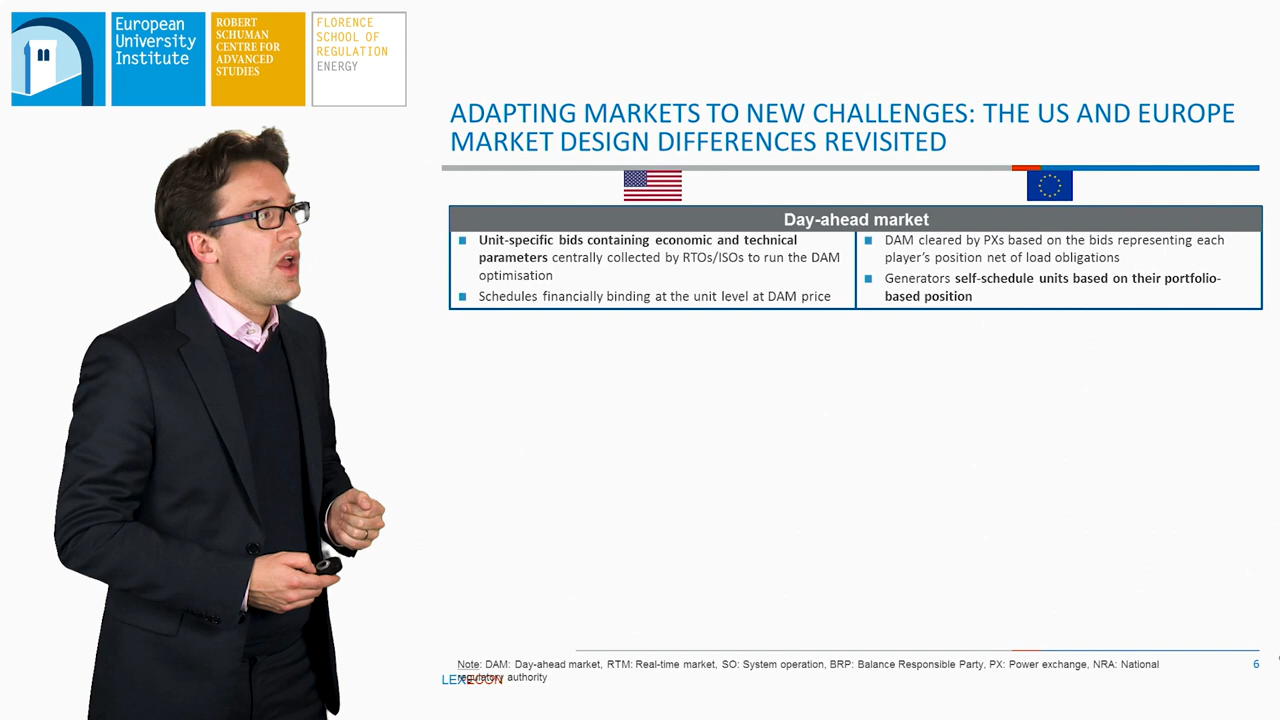 European
University
Institute
ROBERT
SCHUMAN
CENTRE FOR
ADVANCED
STUDIES
FLORENCE
SCHOOL OF
REGULATION
ENERGY
ADAPTING MARKETS TO NEW CHALLENGES: THE US AND EUROPE
MARKET DESIGN DIFFERENCES REVISITED
Day-ahead market
Unit-specific bids containing economic and technical
parameters centrally collected by RTOs/ISOs to run the DAM
optimisation
Schedules financially binding at the unit level at DAM price
DAM cleared by PXs based on the bids representing each
player's position net of load obligations
Generators self-schedule units based on their portfolio-
based position
Note: DAM: Day-ahead market, RTM: Real-time market, SO: System operation, BRP: Balance Responsible Party, PX: Power exchange, NRA: National
regulatory authority
LEXECON
6